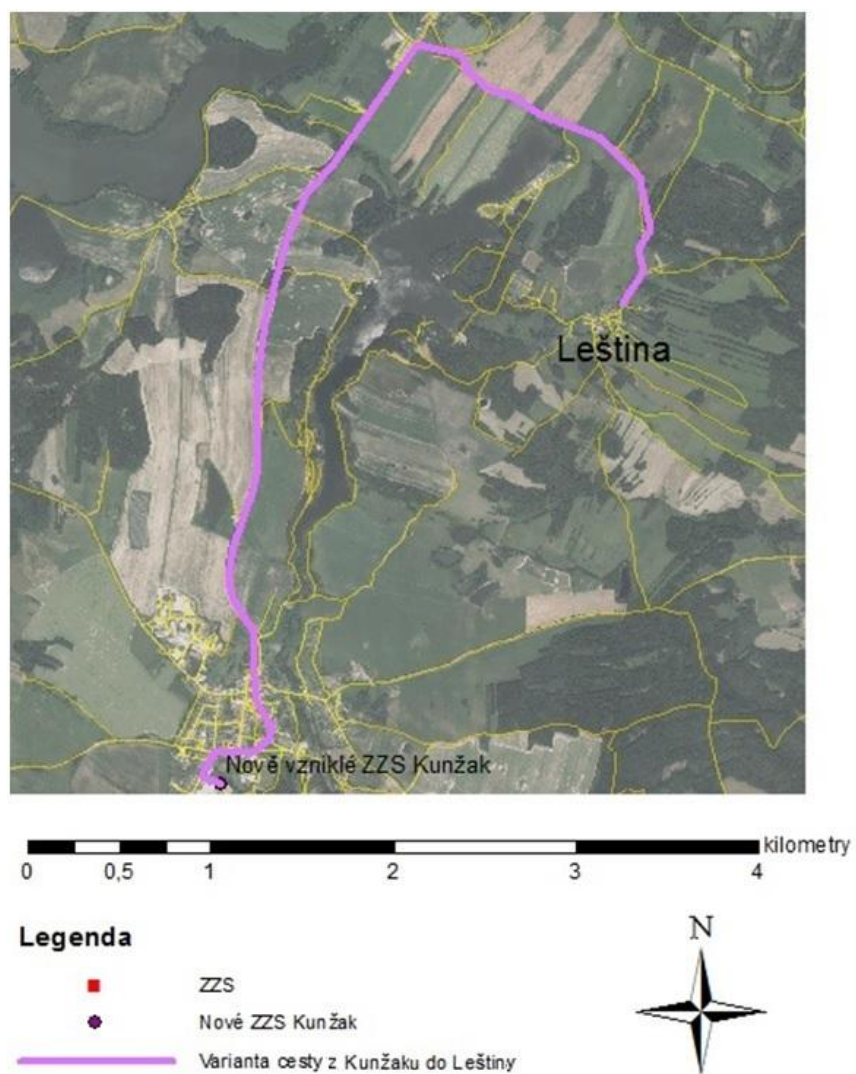 Leština
Nově vzniklé ZZS Kunžak
kilometry
0 0,5 1 2 3 4
Legenda
N
ZZS
Nové ZZS Kunžak
Varianta cesty z Kunžaku do Leštiny